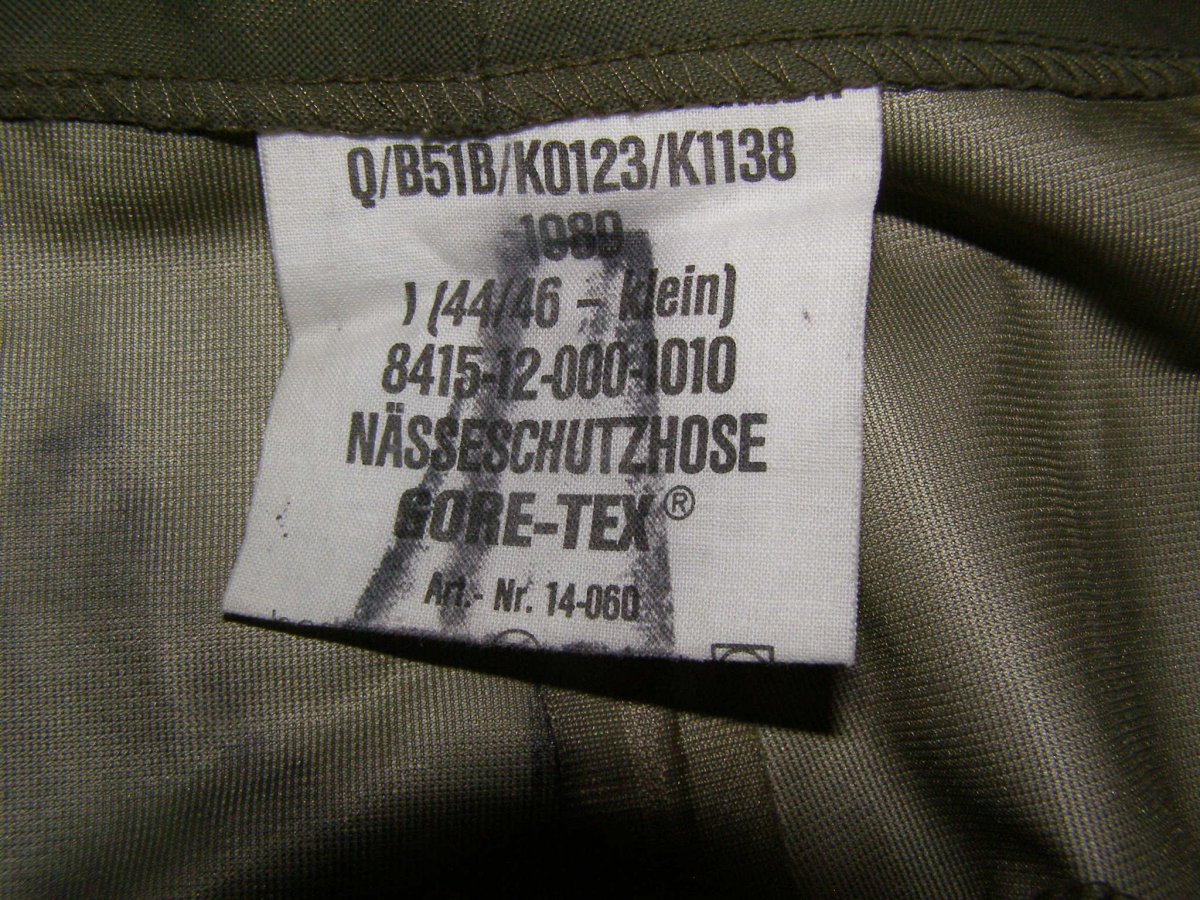 Q/B51B/K0123/K1138
1989
) (44/46 – klein)
8415-12-000-1010
NÄSSESCHUTZHOSE
GORE-TEX®
Art.- Nr. 14-060